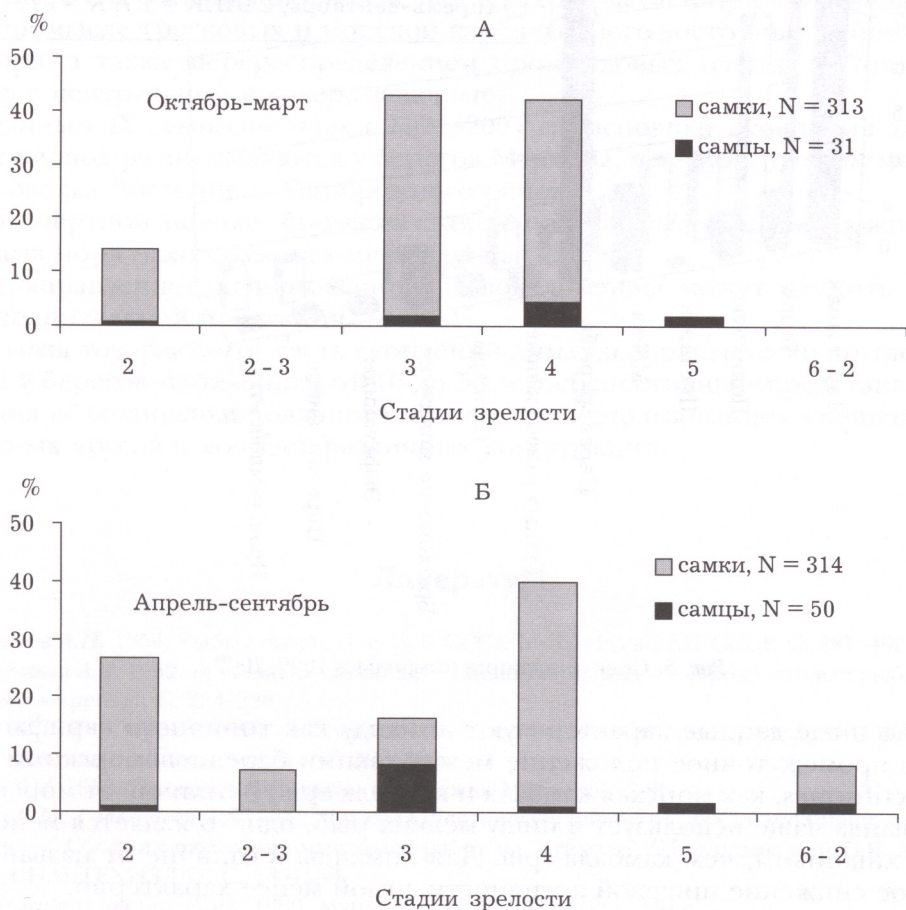 %
А
50
Октябрь-март
самки, N = 313
40
самцы, N = 31
30
20
10
0
2
2 - 3
3
4
5
6 - 2
Стадии зрелости
%
Б
50
самки, N = 314
40
Апрель-сентябрь
самцы, N = 50
30
20
10
0
2
2 - 3
3
4
5
6 - 2
Стадии зрелости